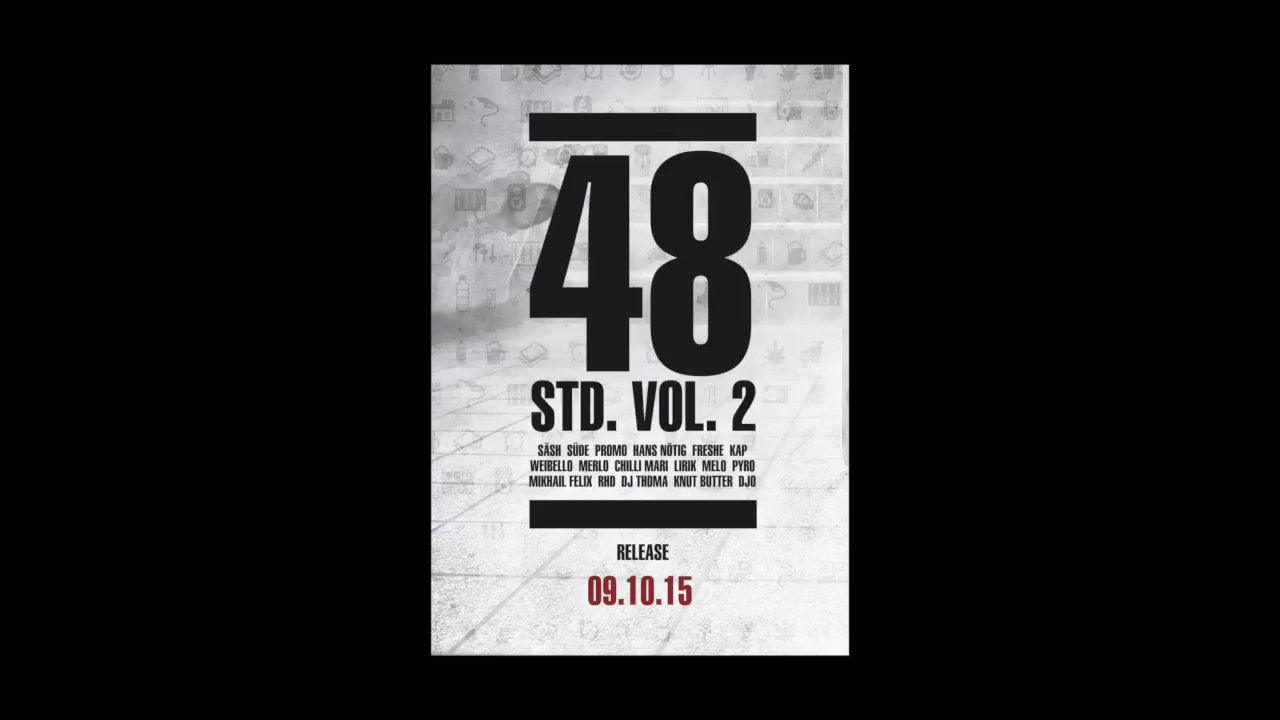 48
STD. VOL. 2
SÄSH SÜDE PROMO HANS NÖTIG FRESHE KAP
WEIBELLO MERLO CHILLI MARI LIRIK MELO PYRO
MIKHAIL FELIX RHD DJ THOMA KNUT BUTTER DJO
RELEASE
09.10.15